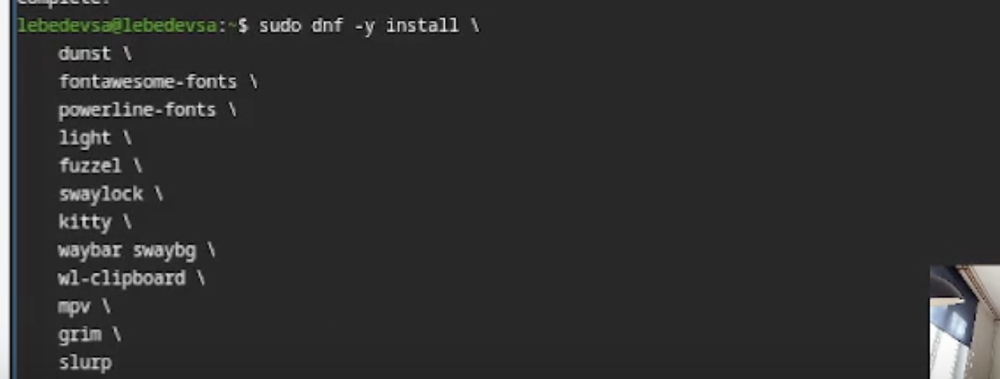 complete!
lebedevsa@lebedevsa:~$ sudo dnf -y install \
dunst \
fontawesome-fonts \
powerline-fonts \
light \
fuzzel \
swaylock \
kitty \
waybar swaybg \
wl-clipboard \
mpv \
grim \
slurp